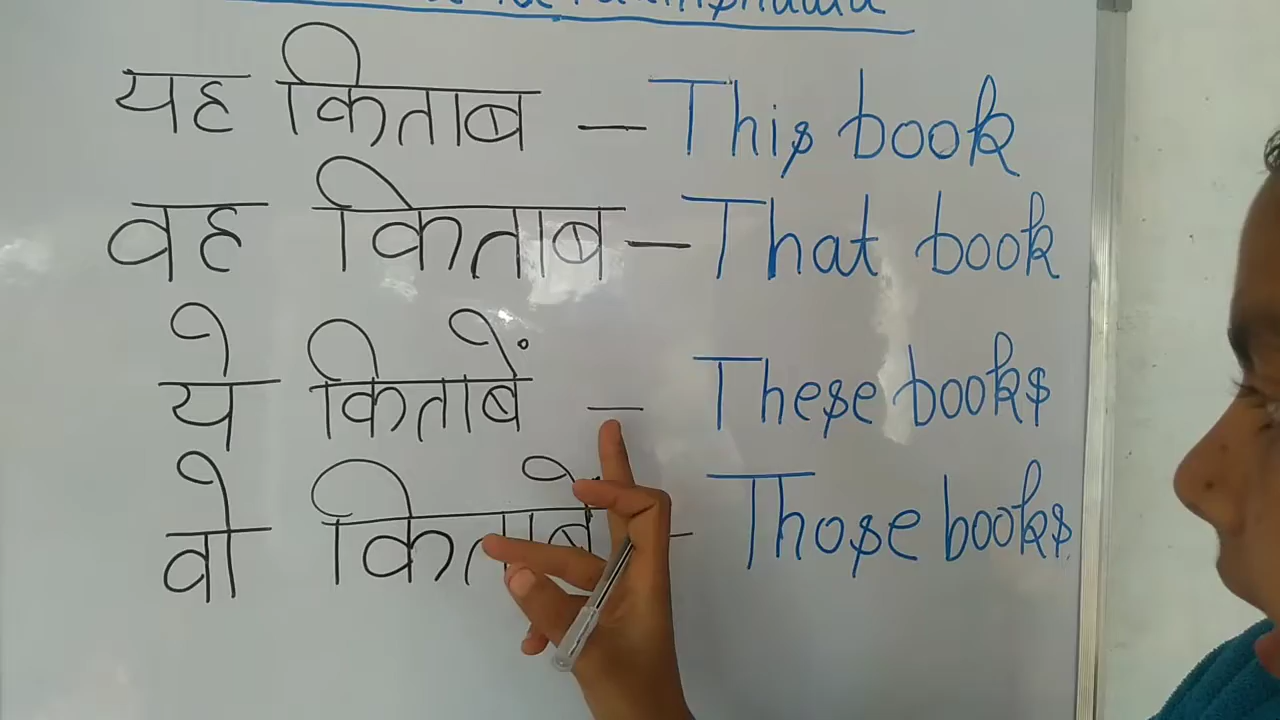 यह किताब – This book
वह किताब – That book
ये किताबें – These books
वो – Those books